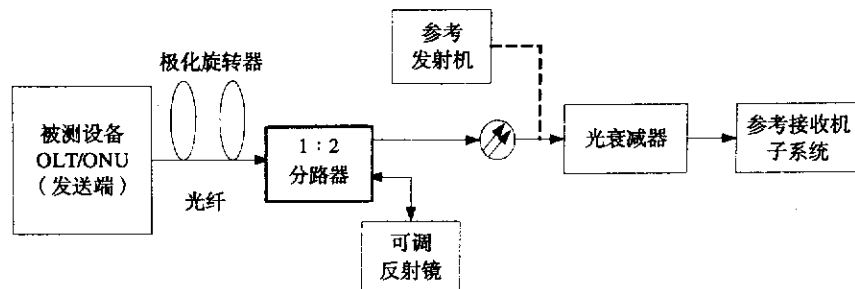 参考
发射机
极化旋转器
被测设备
OLT/ONU
(发送端)
1:2
分路器
光衰减器
参考接收机
子系统
光纤
可调
反射镜